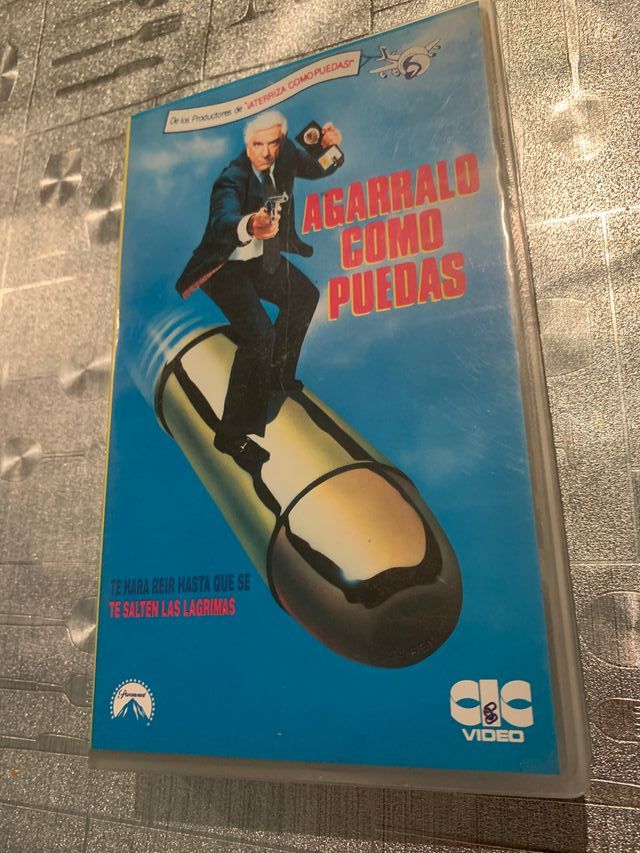 De los Productores de "¡ATERRIZA COMO PUEDAS!"
AGARRALO
COMO
PUEDAS
TE HARA REIR HASTA QUE SE
TE SALTEN LAS LAGRIMAS
Paramount
CIC
VIDEO